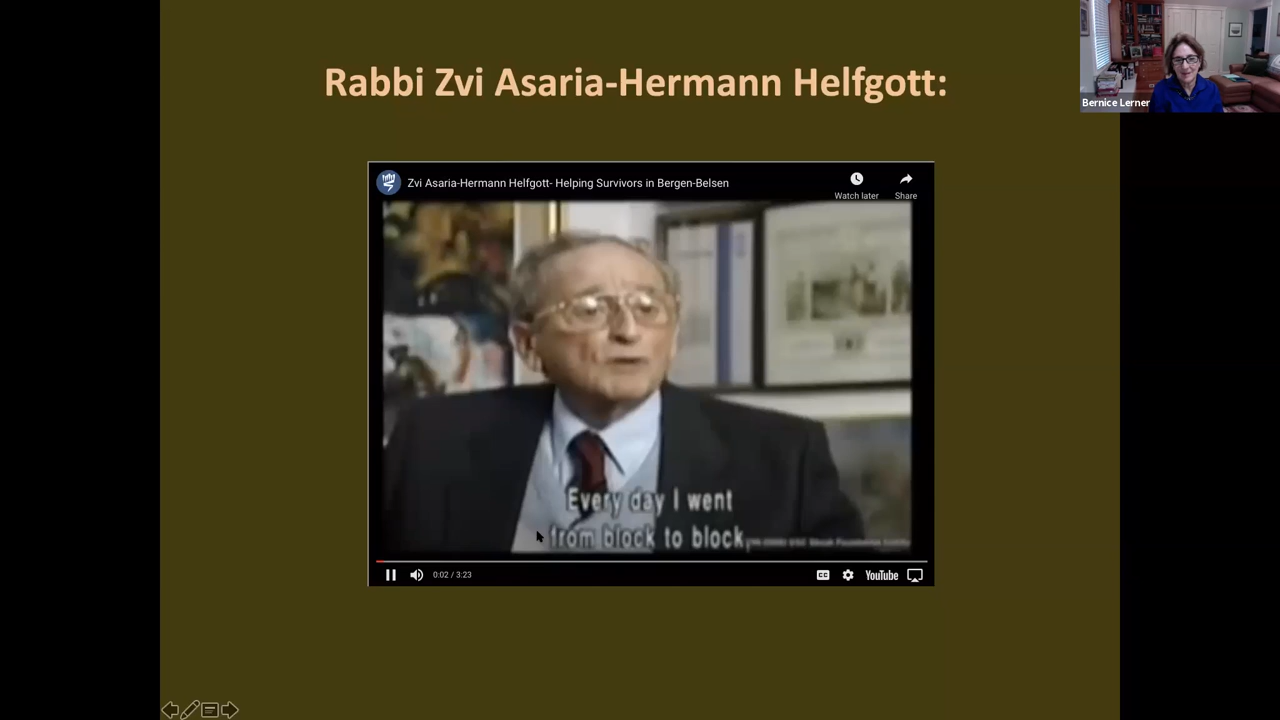 Rabbi Zvi Asaria-Hermann Helfgott:
Bernice Lerner
Zvi Asaria-Hermann Helfgott- Helping Survivors in Bergen-Belsen
Watch later
Share
Every day I went
from block to block,
0:02 / 3:23
CC
YouTube